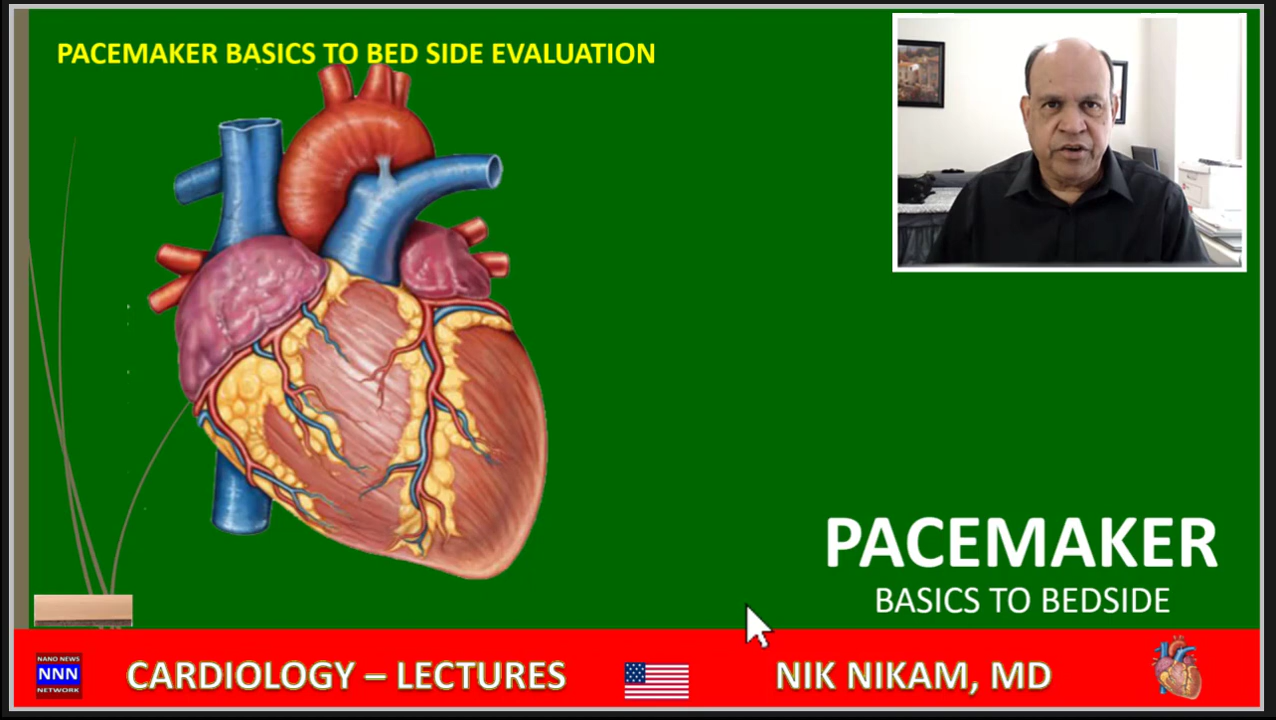 PACEMAKER BASICS TO BED SIDE EVALUATION
PACEMAKER
BASICS TO BEDSIDE
NANO NEWS
NNN
NETWORK
CARDIOLOGY – LECTURES
NIK NIKAM, MD